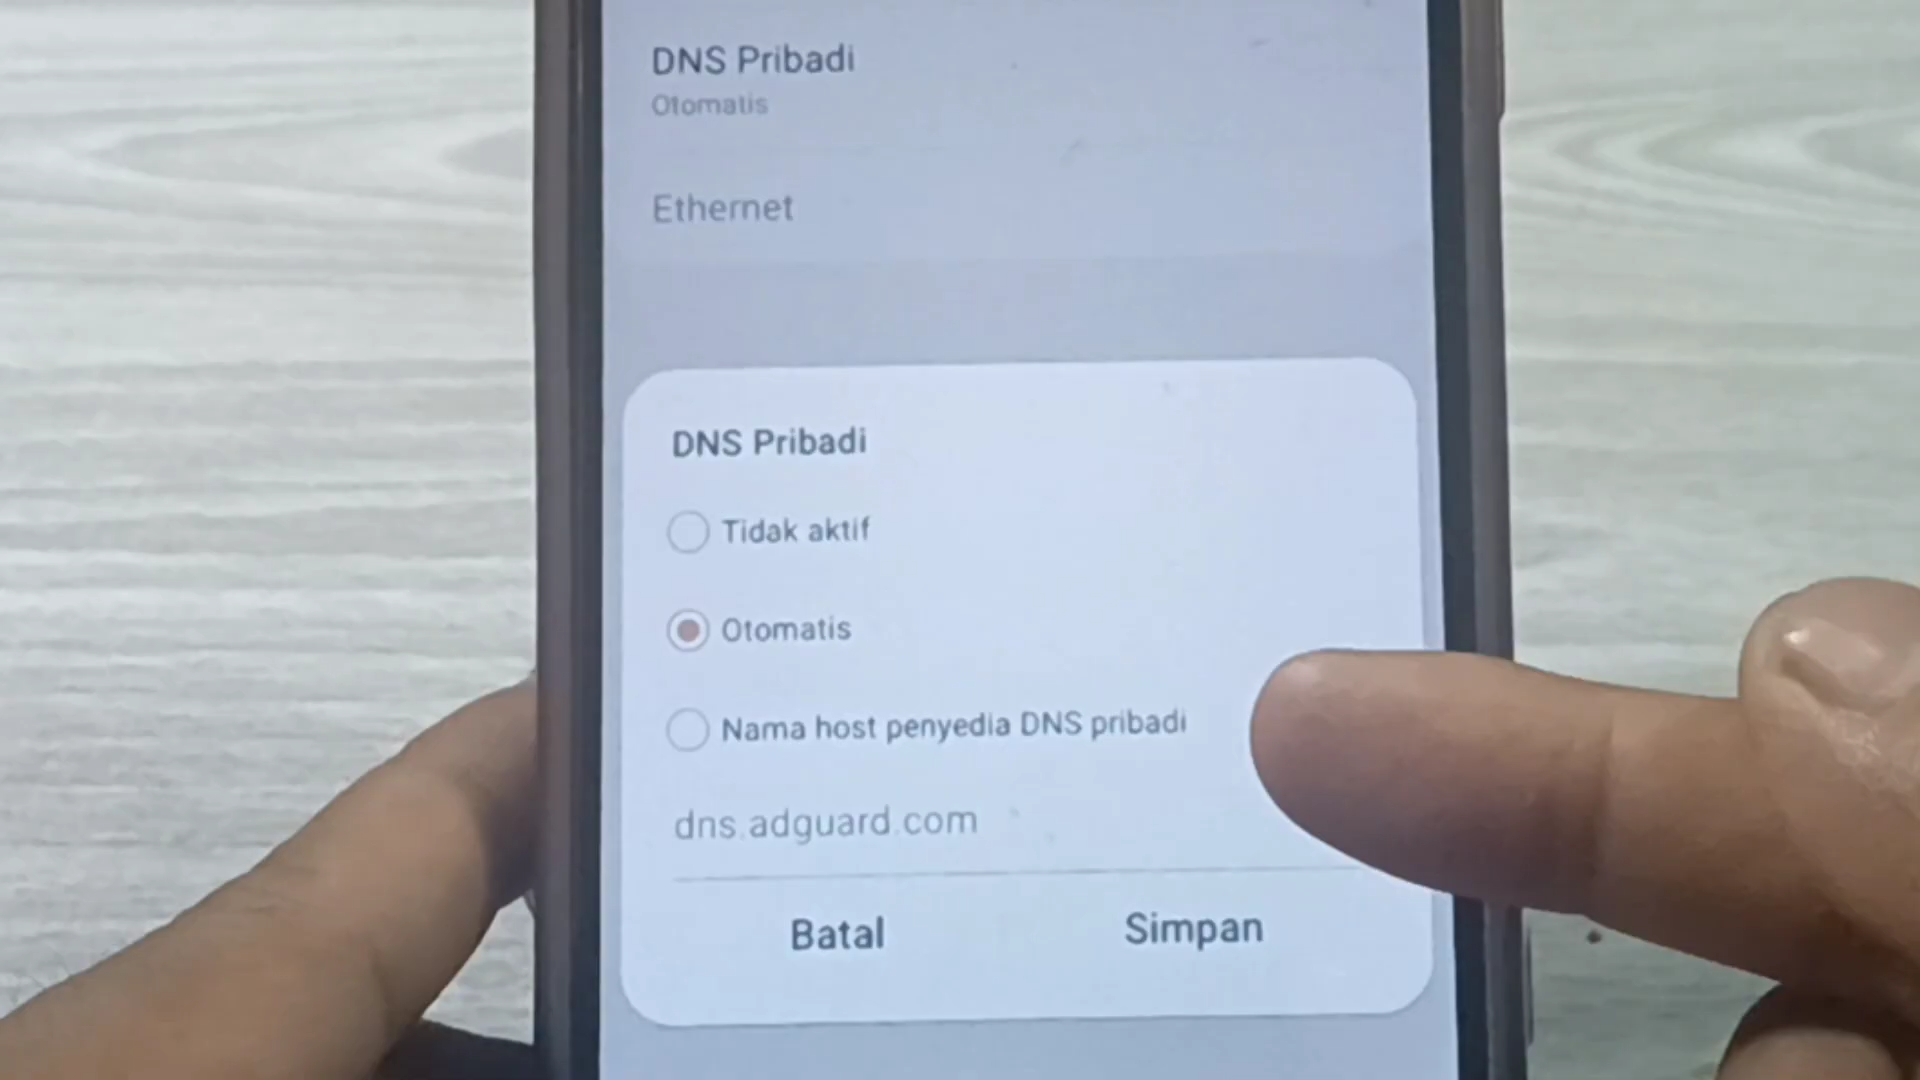 DNS Pribadi
Otomatis
Ethernet
DNS Pribadi
Tidak aktif
Otomatis
Nama host penyedia DNS pribadi
dns.adguard.com
Batal
Simpan